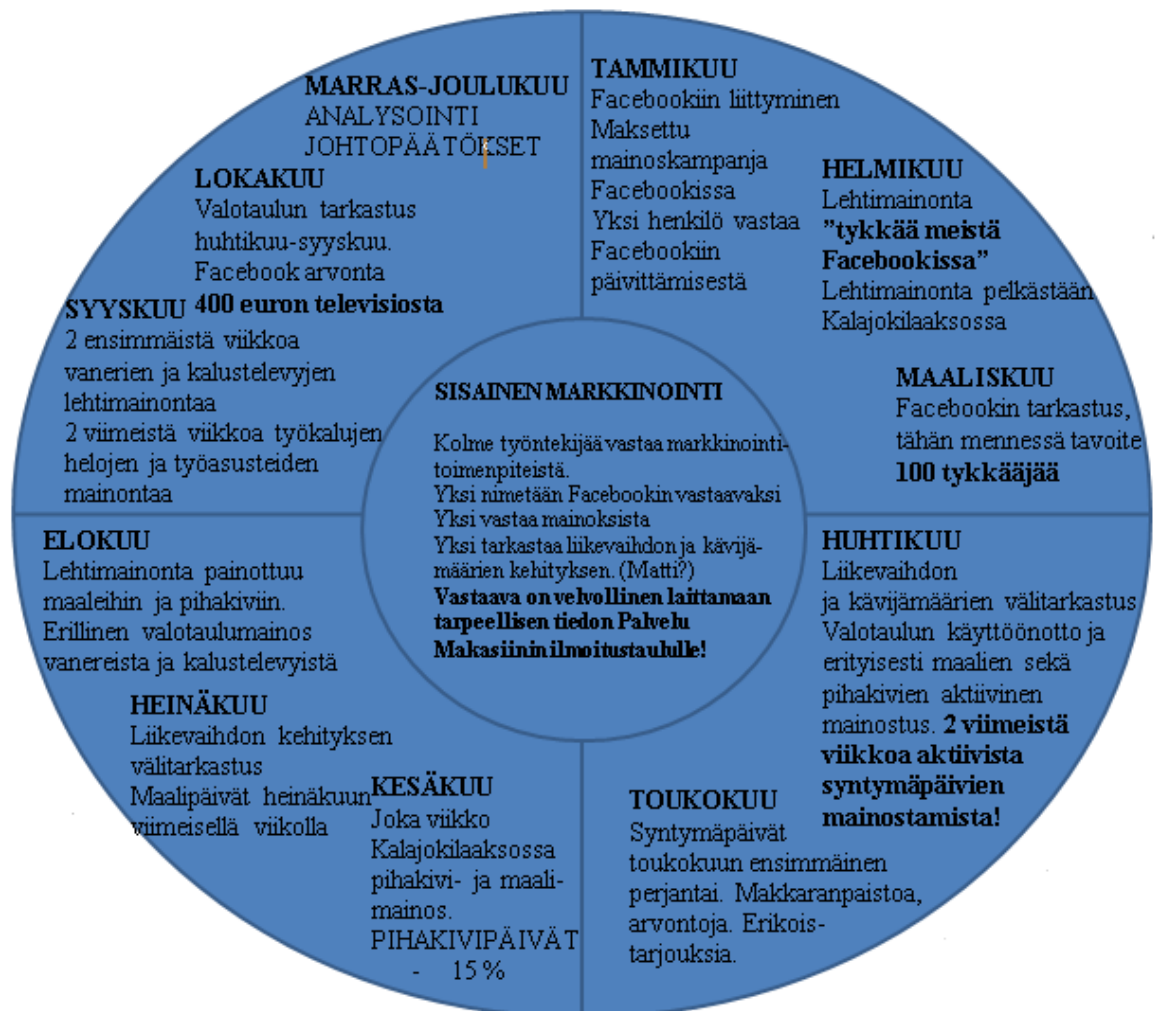 TAMMIKUU
Facebookiin liittyminen
Maksettu
mainoskampanja
Facebookissa
Yksi henkilö vastaa
Facebookiin
päivittämisestä
HELMIKUU
Lehtimainonta
”tykkää meistä
Facebookissa”
Lehtimainonta pelkästään
Kalajokilaaksossa
MAALISKUU
Facebookin tarkastus,
tähän mennessä tavoite
100 tykkääjää
HUHTIKUU
Liikevaihdon
ja kävijämäärien välitarkastus
Valotaulun käyttöönotto ja
erityisesti maalien sekä
pihakivien aktiivinen
mainostus. 2 viimeistä
viikkoa aktiivista
syntymäpäivien
mainostamista!
TOUKOKUU
Syntymäpäivät
toukokuun ensimmäinen
perjantai. Makkaranpaistoa,
arvontoja. Erikois-
tarjouksia.
KESÄKUU
Joka viikko
Kalajokilaaksossa
pihakivi- ja maali-
mainos.
PIHAKIVIPÄIVÄT
- 15 %
HEINÄKUU
Liikevaihdon kehityksen
välitarkastus
Maalipäivät heinäkuun
viimeisellä viikolla
ELOKUU
Lehtimainonta painottuu
maaleihin ja pihakiviin.
Erillinen valotaulumainos
vanereista ja kalustelevyistä
SYYSKUU
2 ensimmäistä viikkoa
vanerien ja kalustelevyjen
lehtimainontaa
2 viimeistä viikkoa työkalujen
helojen ja työasusteiden
mainontaa
LOKAKUU
Valotaulun tarkastus
huhtikuu-syyskuu.
Facebook arvonta
400 euron televisiosta
MARRAS-JOULUKUU
ANALYSOINTI
JOHTOPÄÄTÖKSET
SISAINEN MARKKINOINTI
Kolme työntekijää vastaa markkinointi-
toimenpiteistä.
Yksi nimetään Facebookin vastaavaksi
Yksi vastaa mainoksista
Yksi tarkastaa liikevaihdon ja kävijä-
määrien kehityksen. (Matti?)
Vastaava on velvollinen laittamaan
tarpeellisen tiedon Palvelu
Makasiinin ilmoitustaululle!